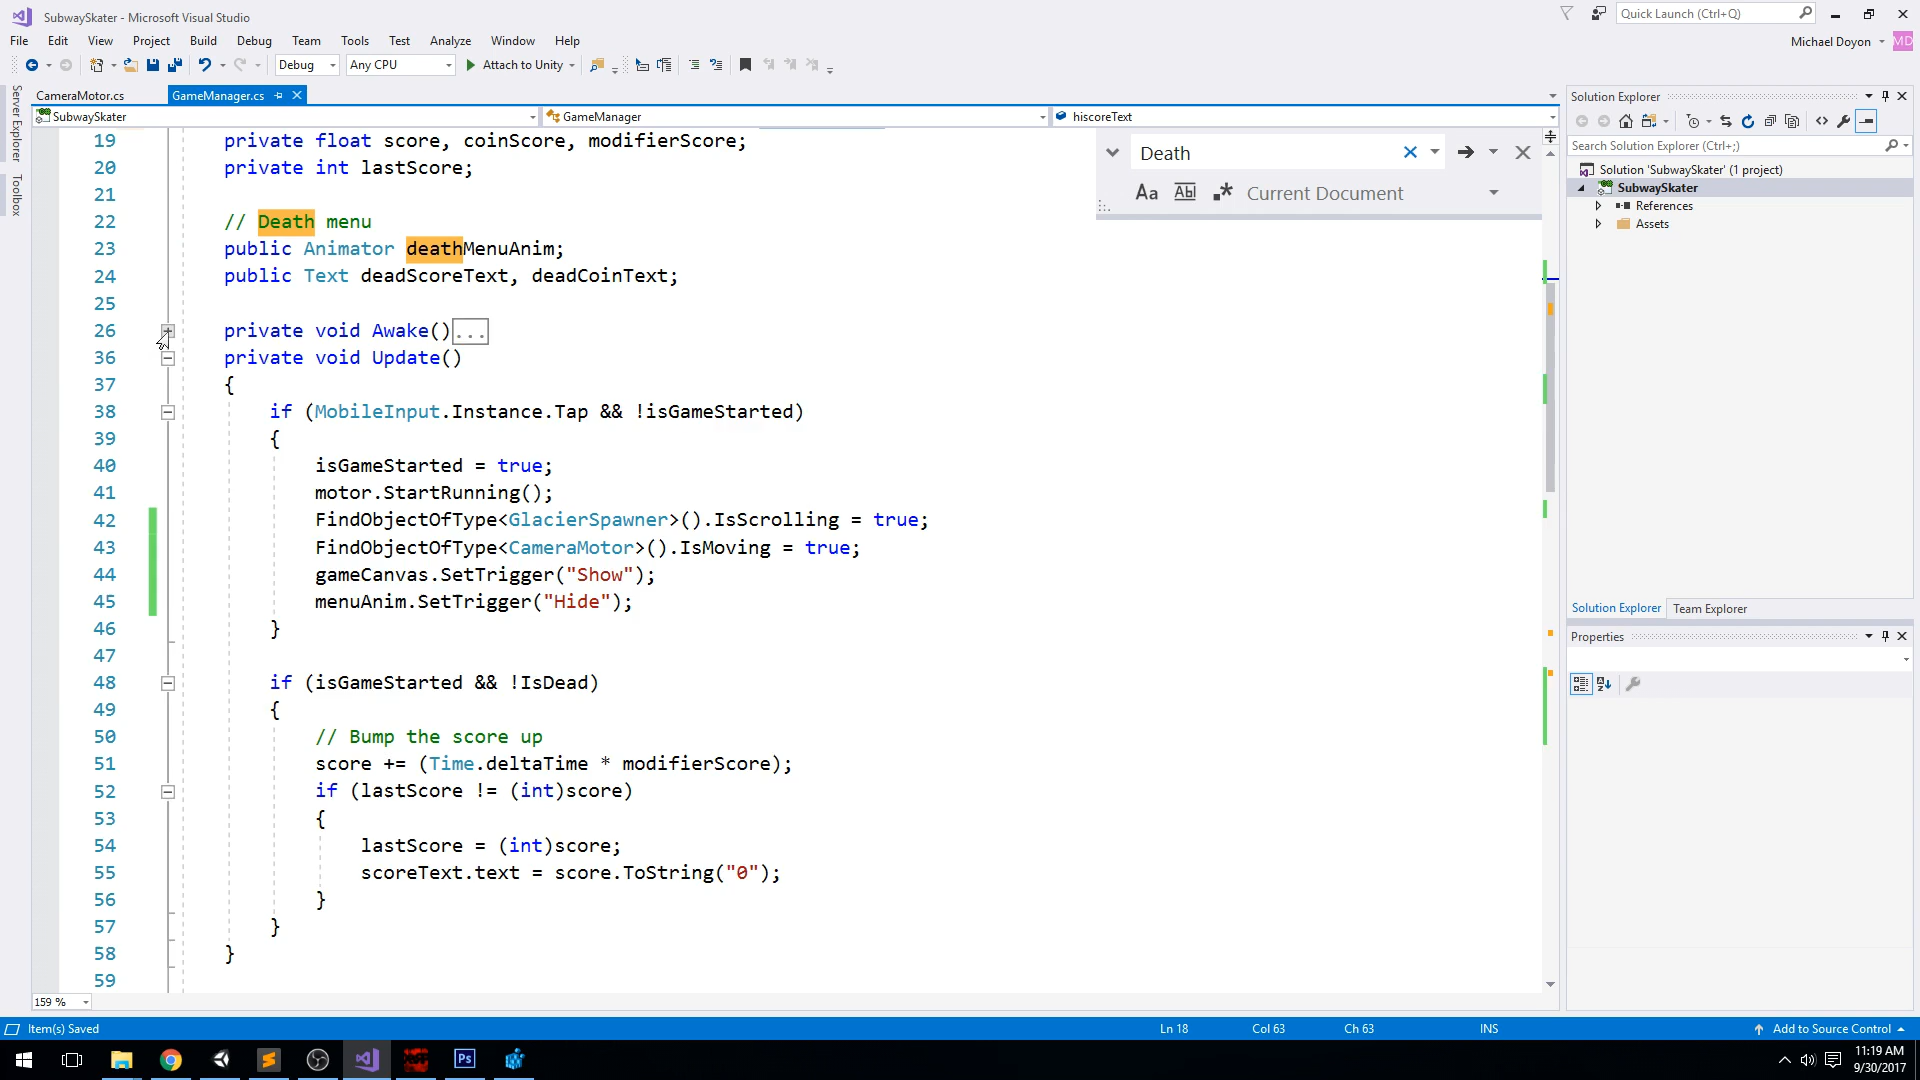 SubwaySkater - Microsoft Visual Studio
Quick Launch (Ctrl+Q)
File Edit View Project Build Debug Team Tools Test Analyze Window Help
Michael Doyon MD
Debug Any CPU Attach to Unity
Server Explorer
Toolbox
CameraMotor.cs GameManager.cs
SubwaySkater GameManager hiscoreText
19 private float score, coinScore, modifierScore;
20 private int lastScore;
21
22 // Death menu
23 public Animator deathMenuAnim;
24 public Text deadScoreText, deadCoinText;
25
26 private void Awake()...
36 private void Update()
37 {
38 if (MobileInput.Instance.Tap && !isGameStarted)
39 {
40 isGameStarted = true;
41 motor.StartRunning();
42 FindObjectOfType<GlacierSpawner>().IsScrolling = true;
43 FindObjectOfType<CameraMotor>().IsMoving = true;
44 gameCanvas.SetTrigger("Show");
45 menuAnim.SetTrigger("Hide");
46 }
47
48 if (isGameStarted && !IsDead)
49 {
50 // Bump the score up
51 score += (Time.deltaTime * modifierScore);
52 if (lastScore != (int)score)
53 {
54 lastScore = (int)score;
55 scoreText.text = score.ToString("0");
56 }
57 }
58 }
59
Death
Aa Abl .* Current Document
Solution Explorer
Search Solution Explorer (Ctrl+;)
Solution 'SubwaySkater' (1 project)
SubwaySkater
References
Assets
Solution Explorer Team Explorer
Properties
159 %
Item(s) Saved Ln 18 Col 63 Ch 63 INS Add to Source Control
Ps
11:19 AM
9/30/2017